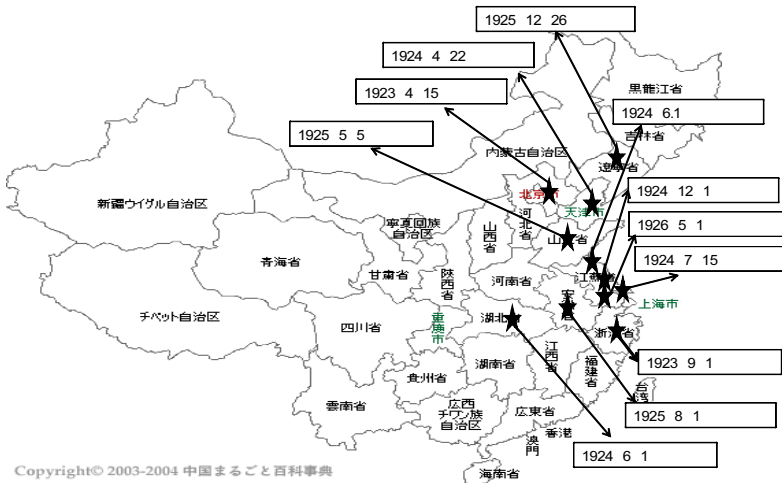 1925 12 26
1924 4 22
1923 4 15
1925 5 5
黒龍江省
1924 6.1
吉林省
内蒙古自治区
遼寧省
新疆ウイグル自治区
北京市
天津市
1924 12 1
1926 5 1
1924 7 15
寧夏回族
自治区
山西省
河北省
山東省
青海省
甘粛省
陝西省
河南省
江蘇省
上海市
チベット自治区
四川省
重慶市
湖北省
安徽省
浙江省
1923 9 1
湖南省
江西省
福建省
貴州省
台湾
雲南省
広西
チワン族
自治区
広東省
香港
澳門
1925 8 1
1924 6 1
海南省
Copyright© 2003-2004 中国まるごと百科事典